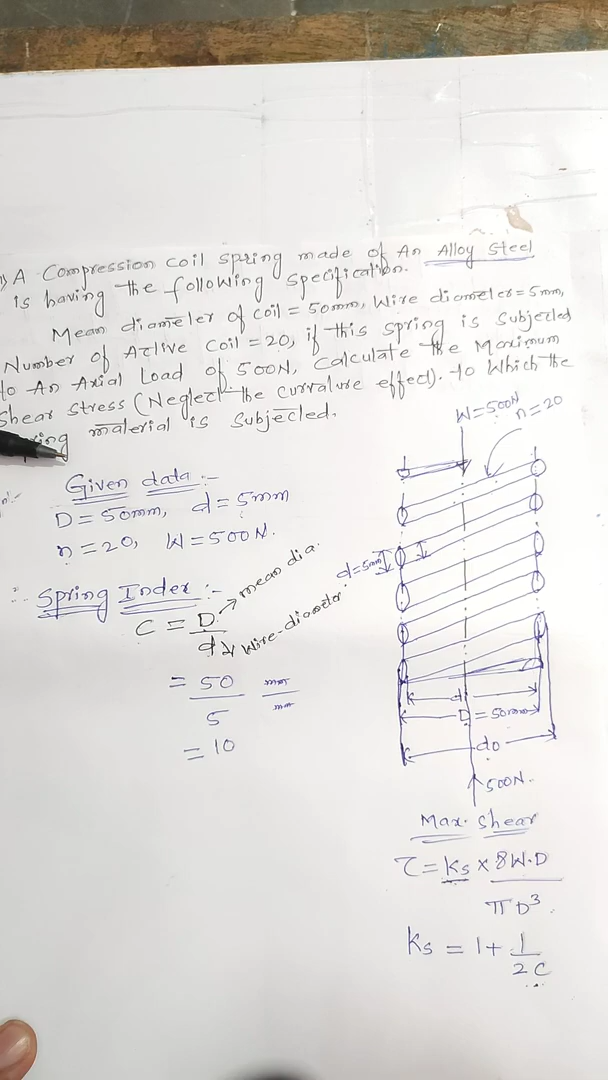 A Compression coil spring made of An Alloy steel
is having the following specification.
Mean diameter of coil = 50mm, Wire diameter = 5mm,
Number of Active coil = 20, if this spring is Subjected
to An Axial Load of 500N, calculate the Maximum
Shear stress (Neglect the curvature effect). to Which the
material is Subjected.
W=500N
n=20
Given data :-
D = 50mm, d = 5mm
n = 20, W = 500N.
d=5mm
∴ Spring Index :-
C = D → mean dia.
d → Wire-diameter
= 50 mm
5 mm
= 10
d
D = 50mm
do
500N.
Max. Shear
τ = ks × 8W.D
πD³.
ks = 1 + 1
2C